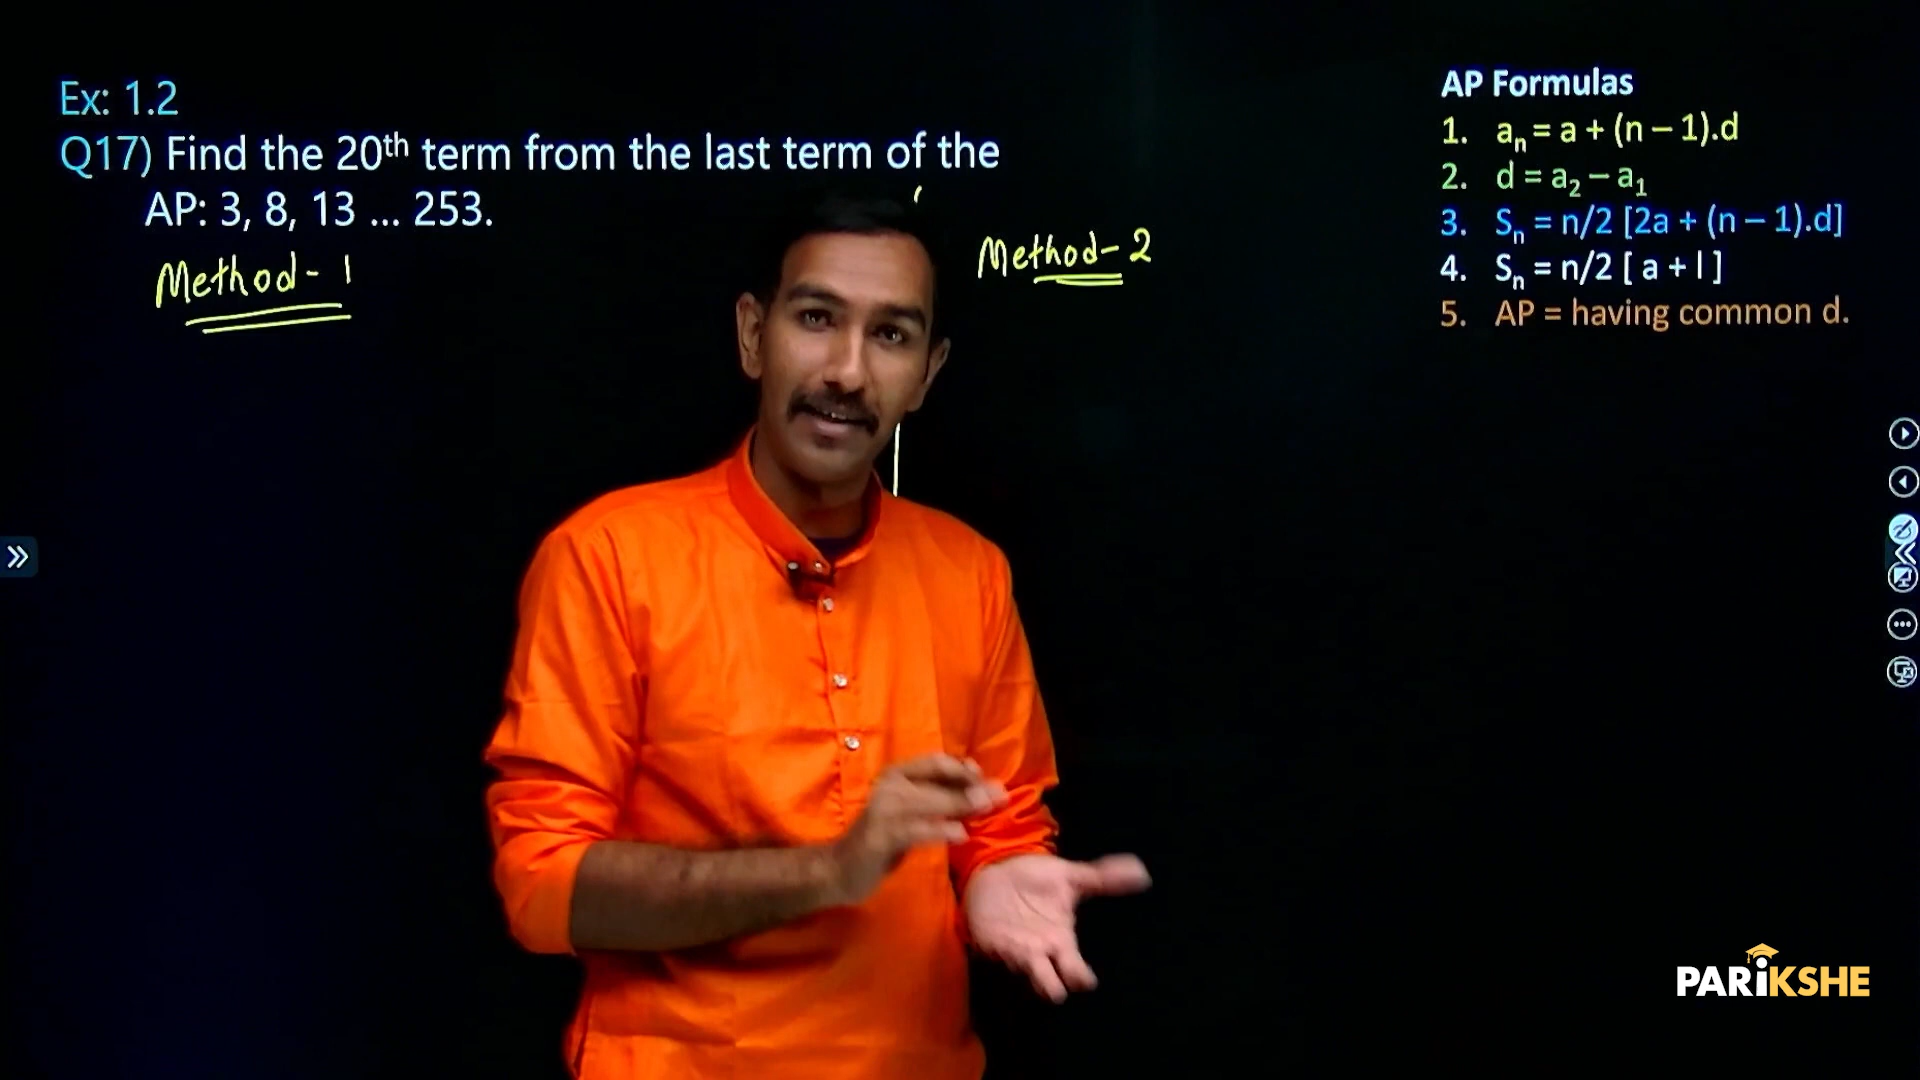 Ex: 1.2
Q17) Find the 20th term from the last term of the
AP: 3, 8, 13 ... 253.
Method - 1
Method - 2
AP Formulas
1. aₙ = a + (n – 1).d
2. d = a₂ – a₁
3. Sₙ = n/2 [2a + (n – 1).d]
4. Sₙ = n/2 [ a + l ]
5. AP = having common d.
PARiKSHE